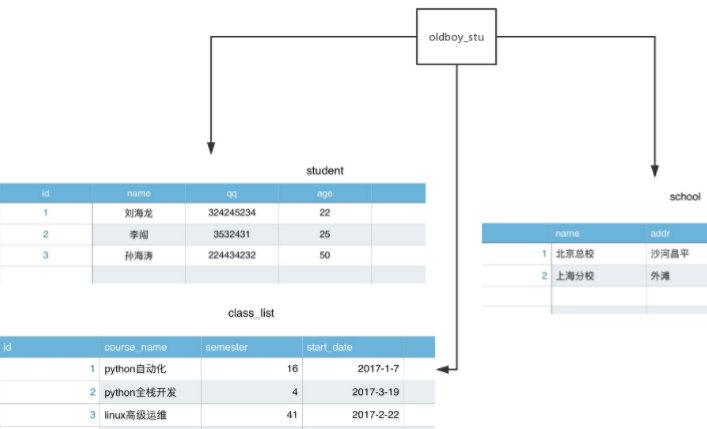 oldboy_stu
student
id name qq age
1 刘海龙 324245234 22
2 李闯 3532431 25
3 孙海涛 224434232 50
school
name addr
1 北京总校 沙河昌平
2 上海分校 外滩
class_list
id course_name semester start_date
1 python自动化 16 2017-1-7
2 python全栈开发 4 2017-3-19
3 linux高级运维 41 2017-2-22